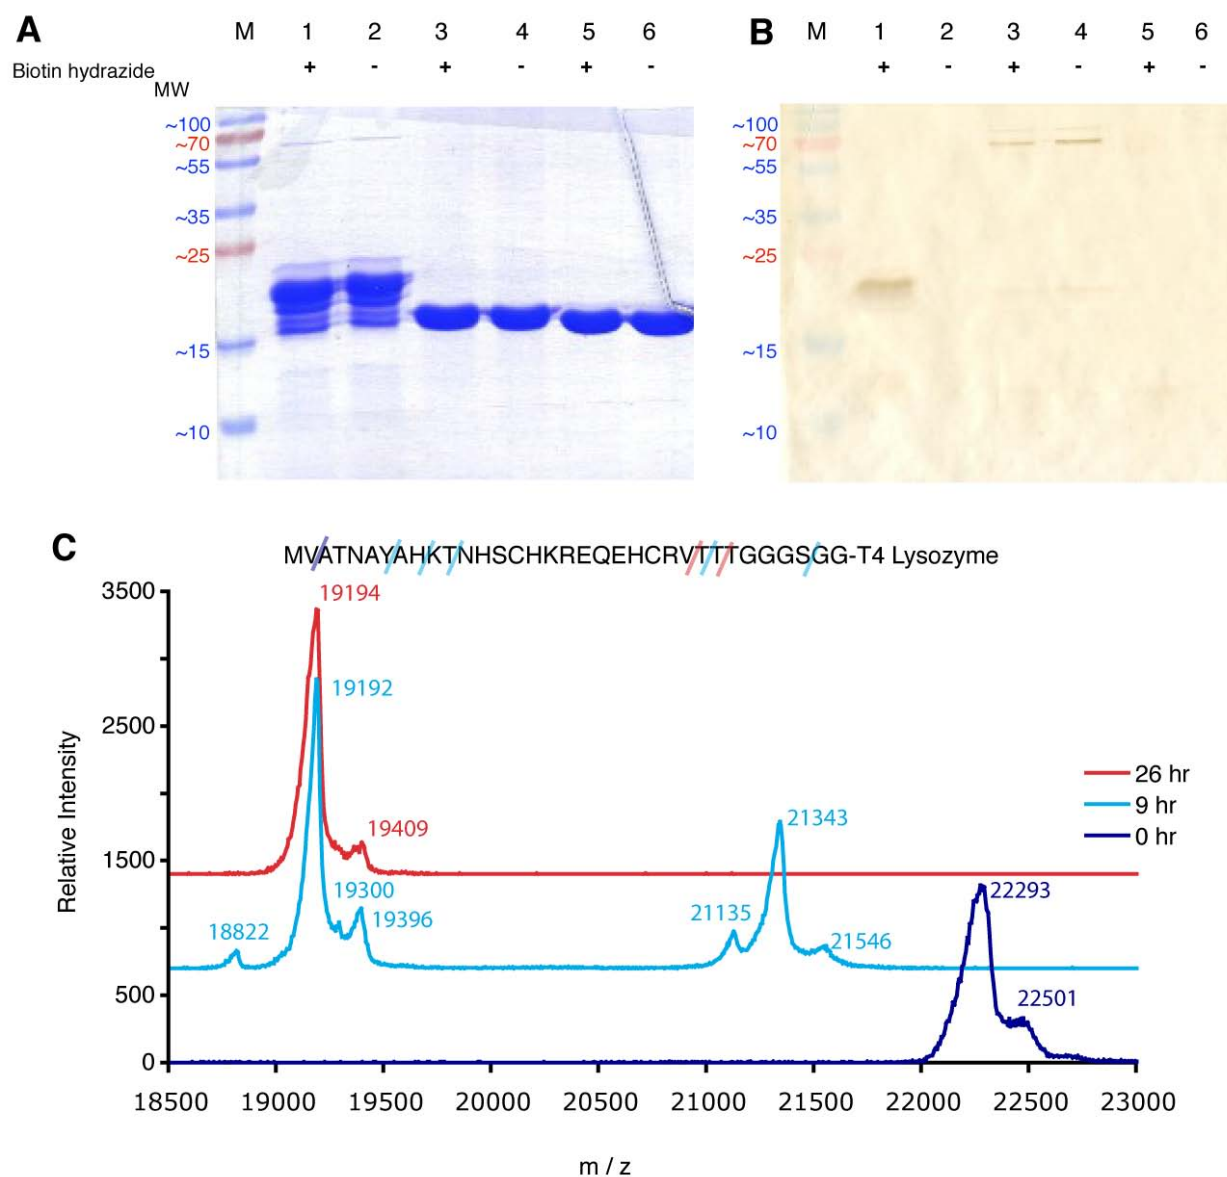 A M 1 2 3 4 5 6 B M 1 2 3 4 5 6
Biotin hydrazide + - + - + - + - + - + -
MW
~100 ~100
~70 ~70
~55 ~55
~35 ~35
~25 ~25
~15 ~15
~10 ~10
C MVATNAYAHKTNHSCHKREQEHCRVTTTGGGSGG-T4 Lysozyme
3500
19194
19192
2500
26 hr
9 hr
0 hr
Relative Intensity
19409
21343
1500
19300
19396
22293
18822
21135
21546
500
22501
0
18500 19000 19500 20000 20500 21000 21500 22000 22500 23000
m / z